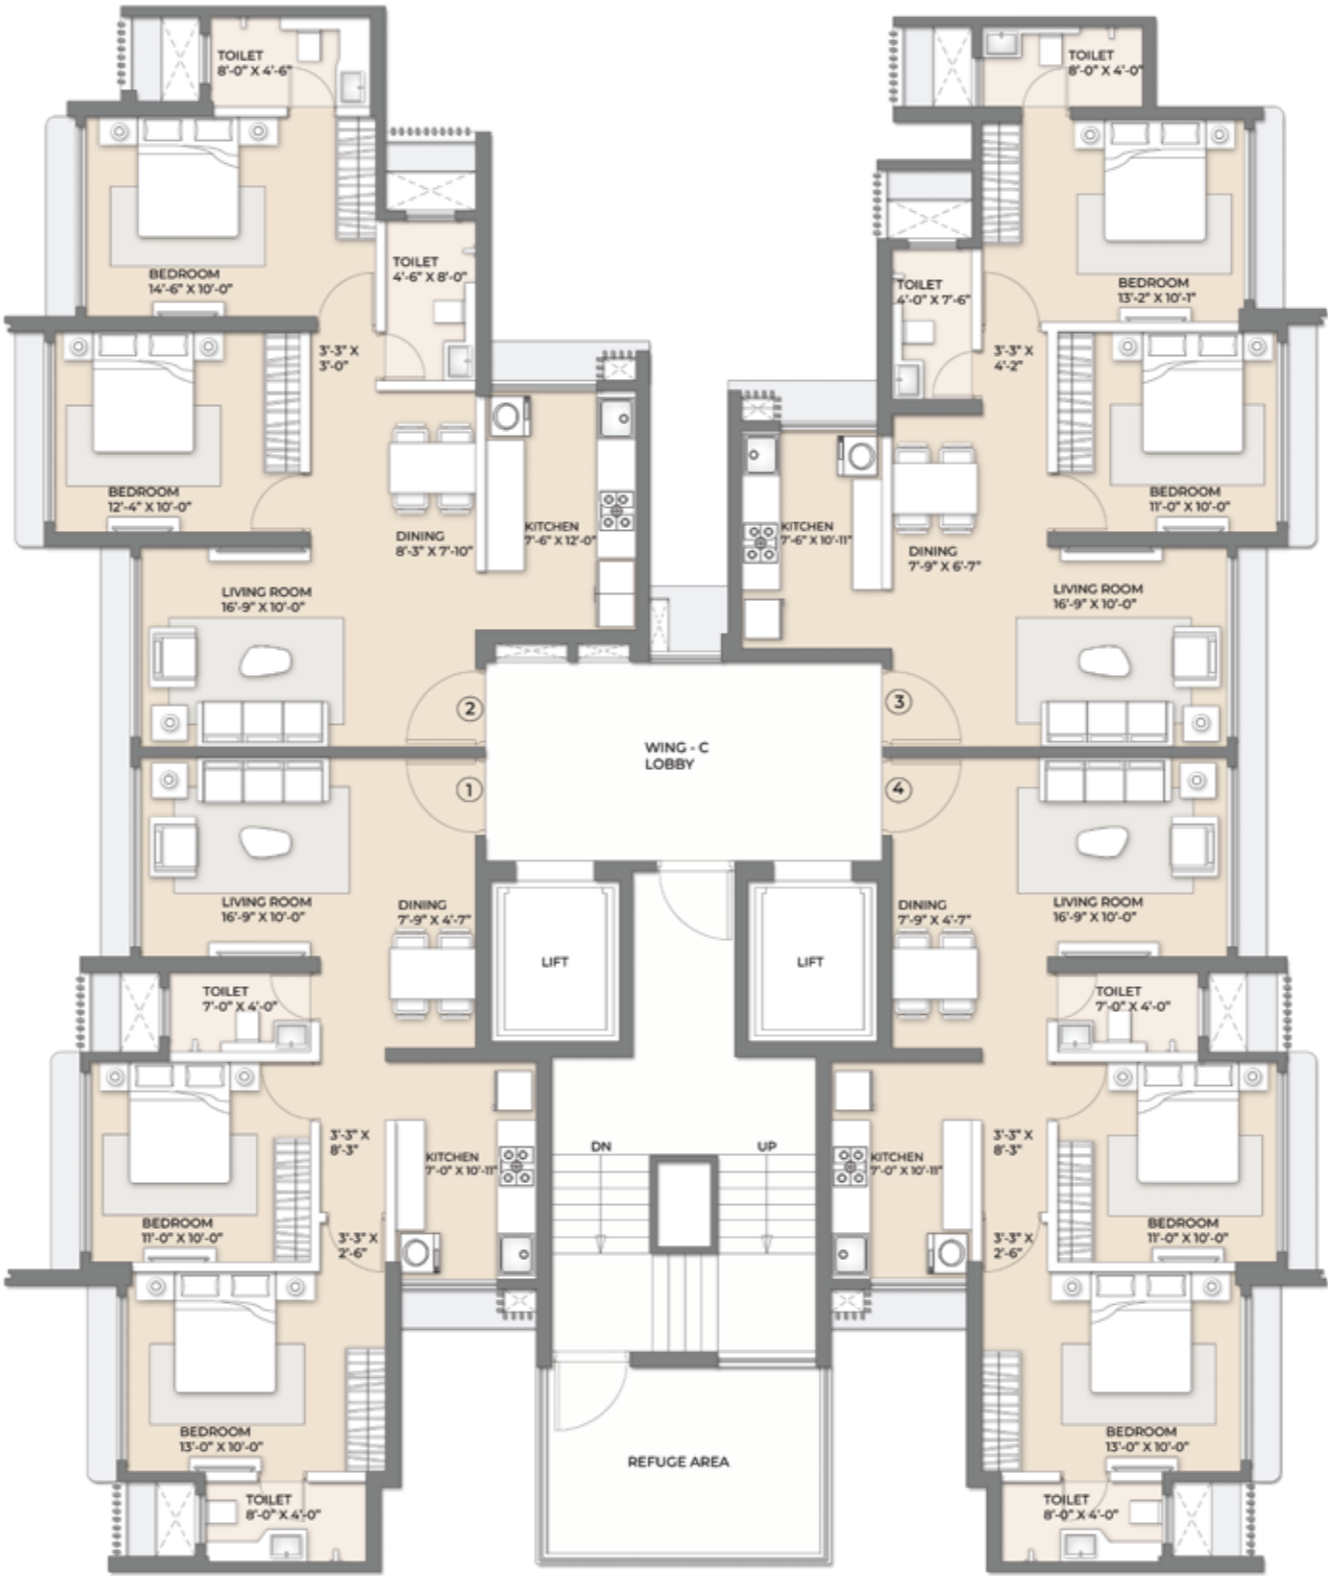 TOILET
8'-0" X 4'-6"
TOILET
8'-0" X 4'-0"
BEDROOM
14'-6" X 10'-0"
TOILET
4'-6" X 8'-0"
TOILET
4'-0" X 7'-6"
BEDROOM
13'-2" X 10'-1"
3'-3" X
3'-0"
3'-3" X
4'-2"
BEDROOM
12'-4" X 10'-0"
DINING
8'-3" X 7'-10"
KITCHEN
7'-6" X 12'-0"
KITCHEN
7'-6" X 10'-11"
DINING
7'-9" X 6'-7"
BEDROOM
11'-0" X 10'-0"
LIVING ROOM
16'-9" X 10'-0"
LIVING ROOM
16'-9" X 10'-0"
2
3
WING - C
LOBBY
1
4
LIVING ROOM
16'-9" X 10'-0"
DINING
7'-9" X 4'-7"
DINING
7'-9" X 4'-7"
LIVING ROOM
16'-9" X 10'-0"
LIFT
LIFT
TOILET
7'-0" X 4'-0"
TOILET
7'-0" X 4'-0"
3'-3" X
8'-3"
KITCHEN
7'-0" X 10'-11"
DN
UP
KITCHEN
7'-0" X 10'-11"
3'-3" X
8'-3"
BEDROOM
11'-0" X 10'-0"
3'-3" X
2'-6"
3'-3" X
2'-6"
BEDROOM
11'-0" X 10'-0"
BEDROOM
13'-0" X 10'-0"
REFUGE AREA
BEDROOM
13'-0" X 10'-0"
TOILET
8'-0" X 4'-0"
TOILET
8'-0" X 4'-0"